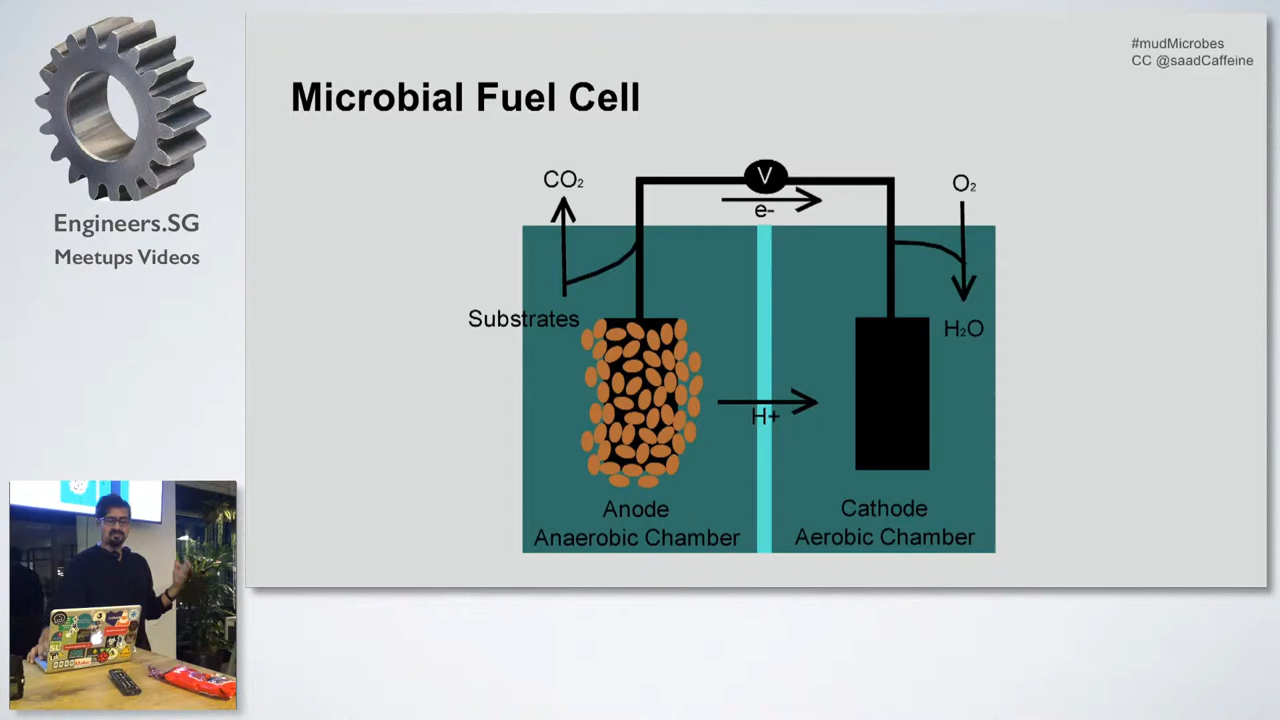 Engineers.SG
Meetups Videos
#mudMicrobes
CC @saadCaffeine
Microbial Fuel Cell
CO₂
V
e-
O₂
Substrates
H₂O
H+
Anode
Anaerobic Chamber
Cathode
Aerobic Chamber